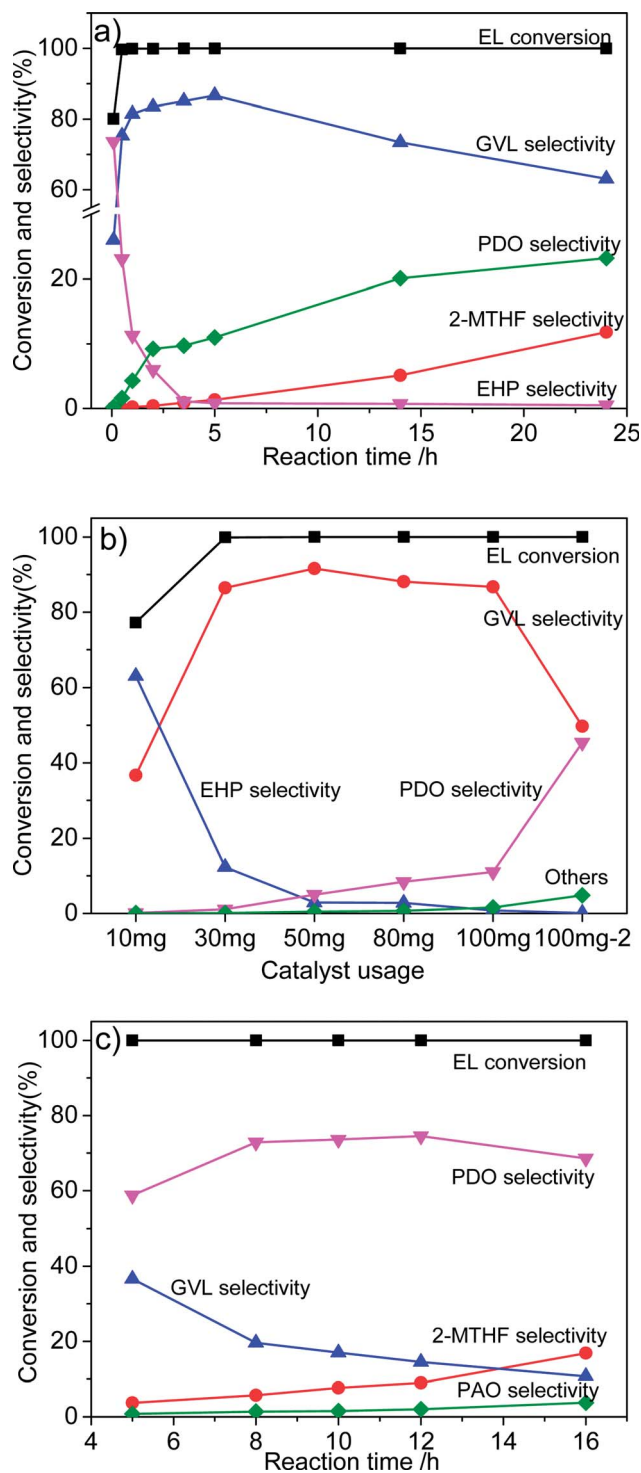 a)
EL conversion
GVL selectivity
PDO selectivity
2-MTHF selectivity
EHP selectivity
Conversion and selectivity(%)
100
80
60
20
0
0 5 10 15 20 25
Reaction time /h
b)
EL conversion
GVL selectivity
EHP selectivity
PDO selectivity
Others
Conversion and selectivity(%)
100
80
60
40
20
0
10mg 30mg 50mg 80mg 100mg 100mg-2
Catalyst usage
c)
EL conversion
PDO selectivity
GVL selectivity
2-MTHF selectivity
PAO selectivity
Conversion and selectivity(%)
100
80
60
40
20
0
4 6 8 10 12 14 16
Reaction time /h